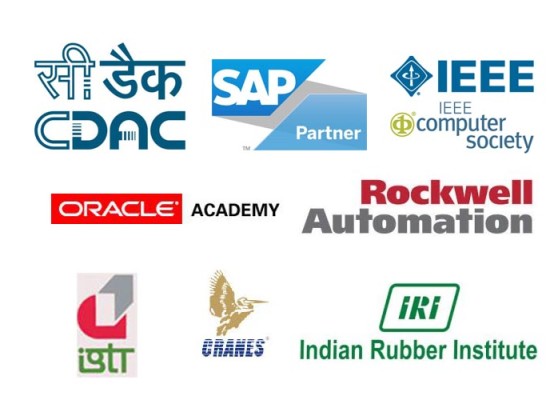 सी डैक
CDAC
SAP
Partner
TM
IEEE
IEEE
computer
society
ORACLE® ACADEMY
Rockwell
Automation
igtr
CRANES®
iRi
Indian Rubber Institute